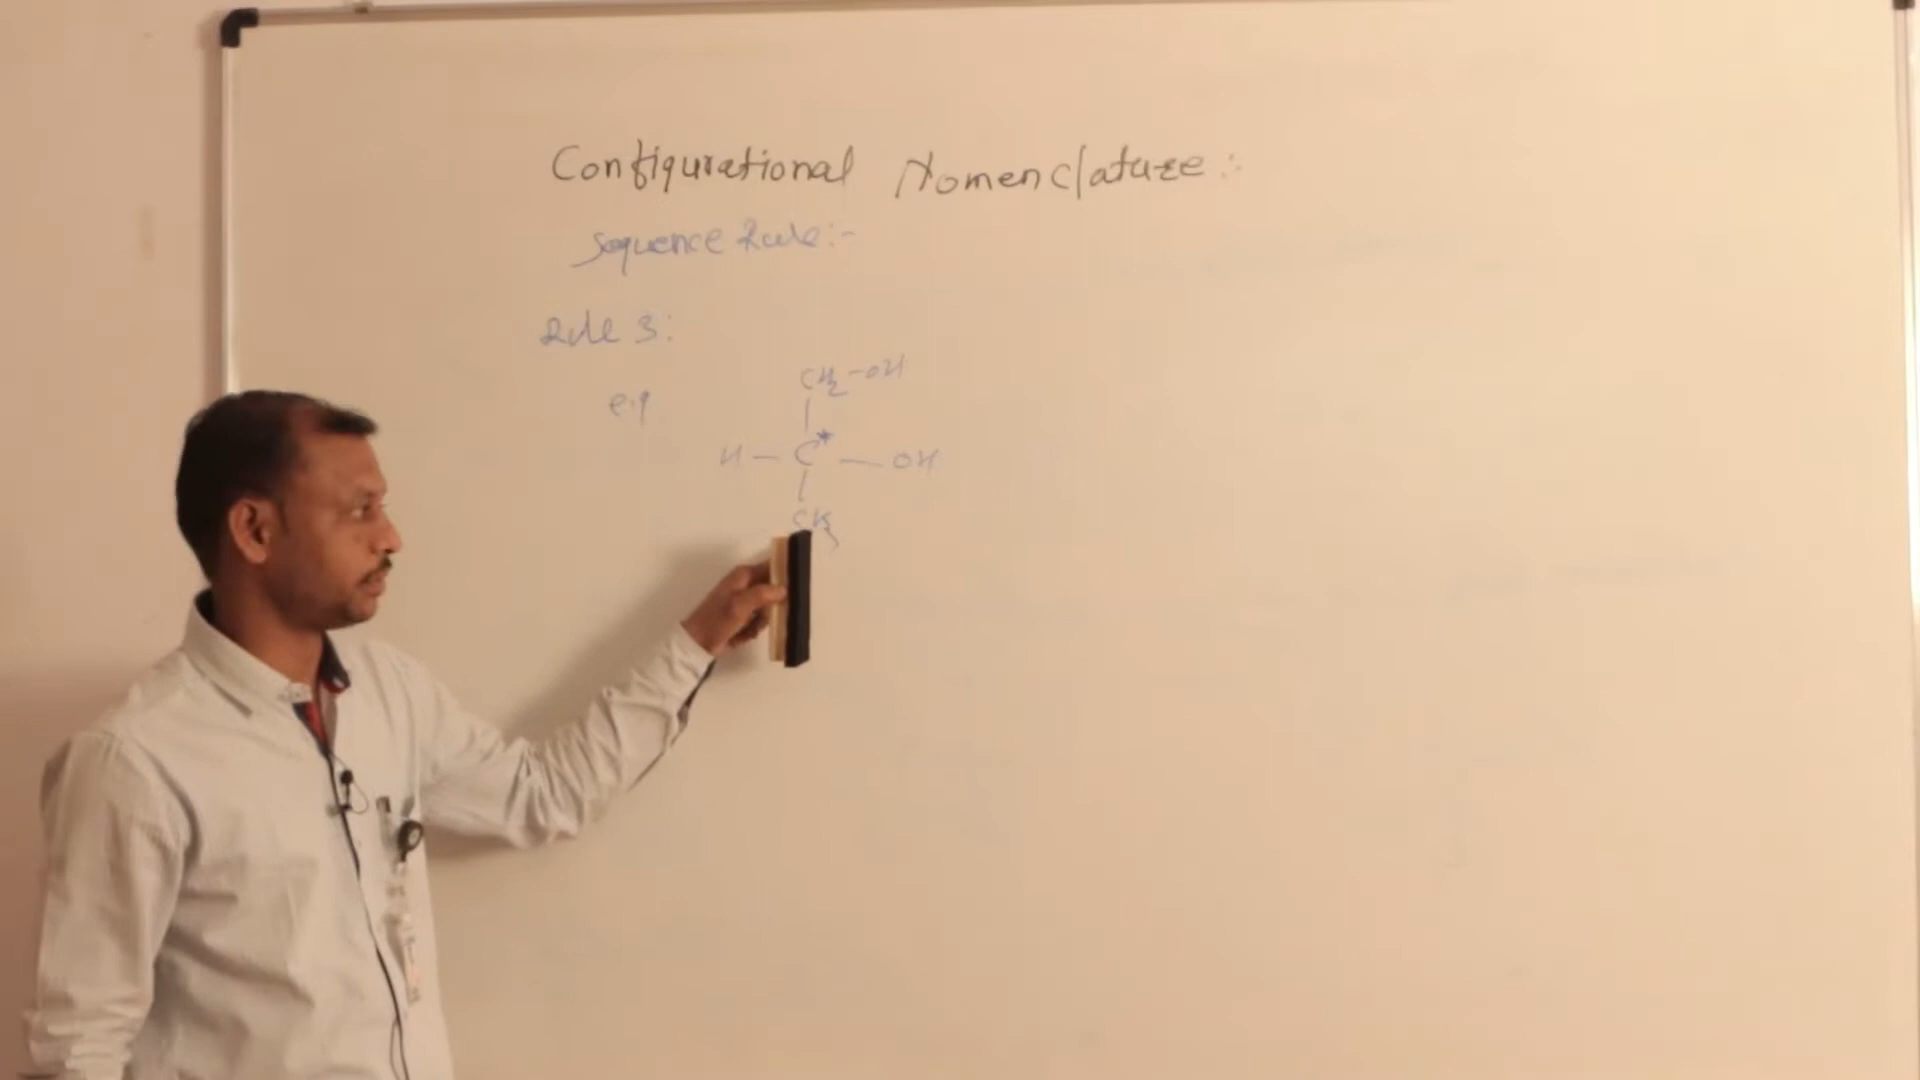 Configurational Nomenclature :-
Sequence Rule:-
Rule 3:
e.g
CH2-OH
|
H — C* — OH
|
CH3